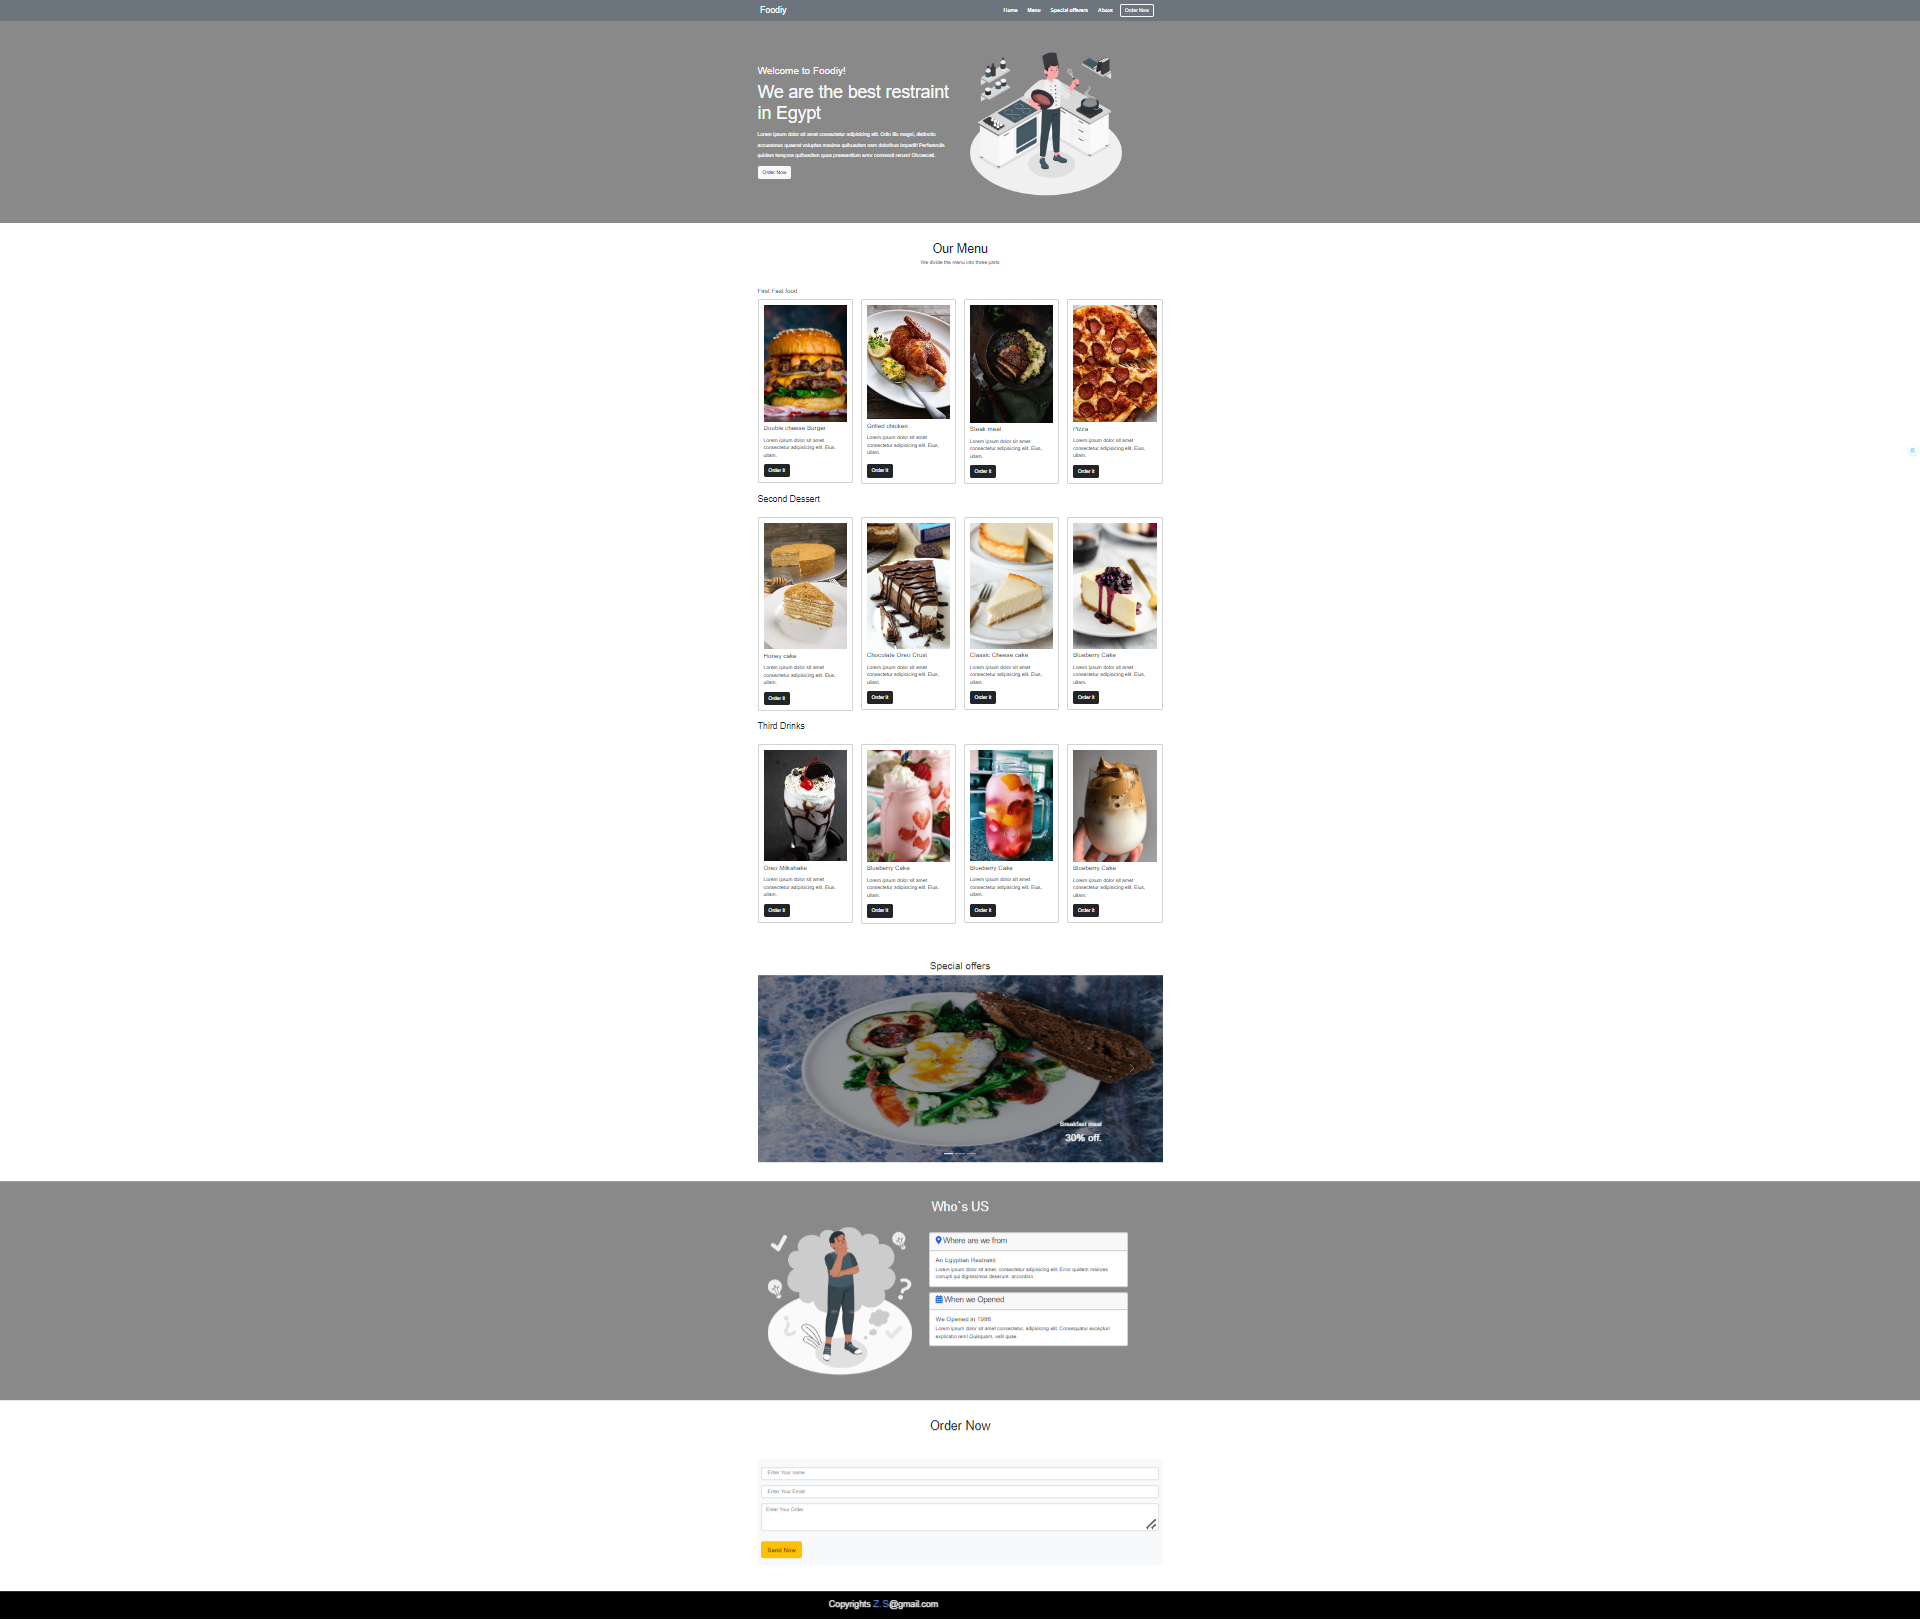 Foodiy
Home Menu Special offerers About Order Now
Welcome to Foodiy!
We are the best restraint
in Egypt
Lorem ipsum dolor sit amet consectetur adipisicing elit. Odio illo magni, distinctio
accusamus quaerat voluptas maxime quibusdam nam doloribus impedit! Perferendis
quidem tempora quibusdam quos praesentium error commodi rerum! Obcaecati.
Order Now
Our Menu
We divide the menu into three parts
First Fast food
Double cheese Burger
Lorem ipsum dolor sit amet
consectetur adipisicing elit. Eius,
ullam.
Order it
Grilled chicken
Lorem ipsum dolor sit amet
consectetur adipisicing elit. Eius,
ullam.
Order it
Steak meal
Lorem ipsum dolor sit amet
consectetur adipisicing elit. Eius,
ullam.
Order it
Pizza
Lorem ipsum dolor sit amet
consectetur adipisicing elit. Eius,
ullam.
Order it
Second Dessert
Honey cake
Lorem ipsum dolor sit amet
consectetur adipisicing elit. Eius,
ullam.
Order it
Chocolate Oreo Crust
Lorem ipsum dolor sit amet
consectetur adipisicing elit. Eius,
ullam.
Order it
Classic Cheese cake
Lorem ipsum dolor sit amet
consectetur adipisicing elit. Eius,
ullam.
Order it
Blueberry Cake
Lorem ipsum dolor sit amet
consectetur adipisicing elit. Eius,
ullam.
Order it
Third Drinks
Oreo Milkshake
Lorem ipsum dolor sit amet
consectetur adipisicing elit. Eius,
ullam.
Order it
Blueberry Cake
Lorem ipsum dolor sit amet
consectetur adipisicing elit. Eius,
ullam.
Order it
Blueberry Cake
Lorem ipsum dolor sit amet
consectetur adipisicing elit. Eius,
ullam.
Order it
Blueberry Cake
Lorem ipsum dolor sit amet
consectetur adipisicing elit. Eius,
ullam.
Order it
Special offers
Breakfast meal
30% off.
Who`s US
Where are we from
An Egyptian Restraint
Lorem ipsum dolor sit amet, consectetur adipisicing elit. Error quidem maiores
corrupti qui dignissimos deserunt. accordion .
When we Opened
We Opened in 1986
Lorem ipsum dolor sit amet consectetur, adipisicing elit. Consequatur excepturi
explicabo rem! Quisquam, velit quae.
Order Now
Enter Your name
Enter Your Email
Enter Your Order
Send Now
Copyrights Z.S@gmail.com